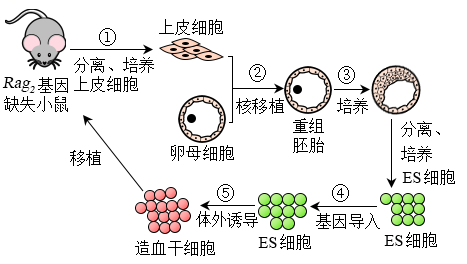 ①
分离、培养
上皮细胞
上皮细胞
Rag₂基因
缺失小鼠
卵母细胞
②
核移植
重组
胚胎
③
培养
分离、
培养
ES细胞
ES细胞
④
基因导入
ES细胞
⑤
体外诱导
造血干细胞
移植